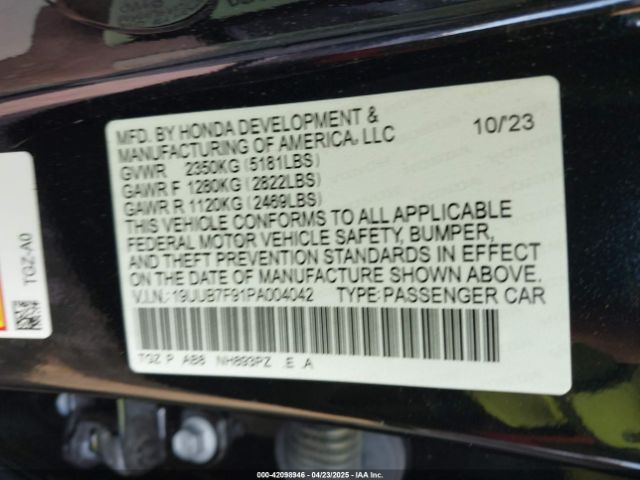 MFD. BY HONDA DEVELOPMENT & 10/'23
MANUFACTURING OF AMERICA, LLC
GVWR 2350KG (5181LBS)
GAWR F 1280KG (2822LBS)
GAWR R 1120KG (2469LBS)
THIS VEHICLE CONFORMS TO ALL APPLICABLE
FEDERAL MOTOR VEHICLE SAFETY, BUMPER,
AND THEFT PREVENTION STANDARDS IN EFFECT
ON THE DATE OF MANUFACTURE SHOWN ABOVE.
V.I.N.: 19UUB7F91PA004042 TYPE: PASSENGER CAR
TGZ P AB8 NH893PZ .E .A
TGZ-A0
000-42098946 - 04/23/2025 - IAA Inc.